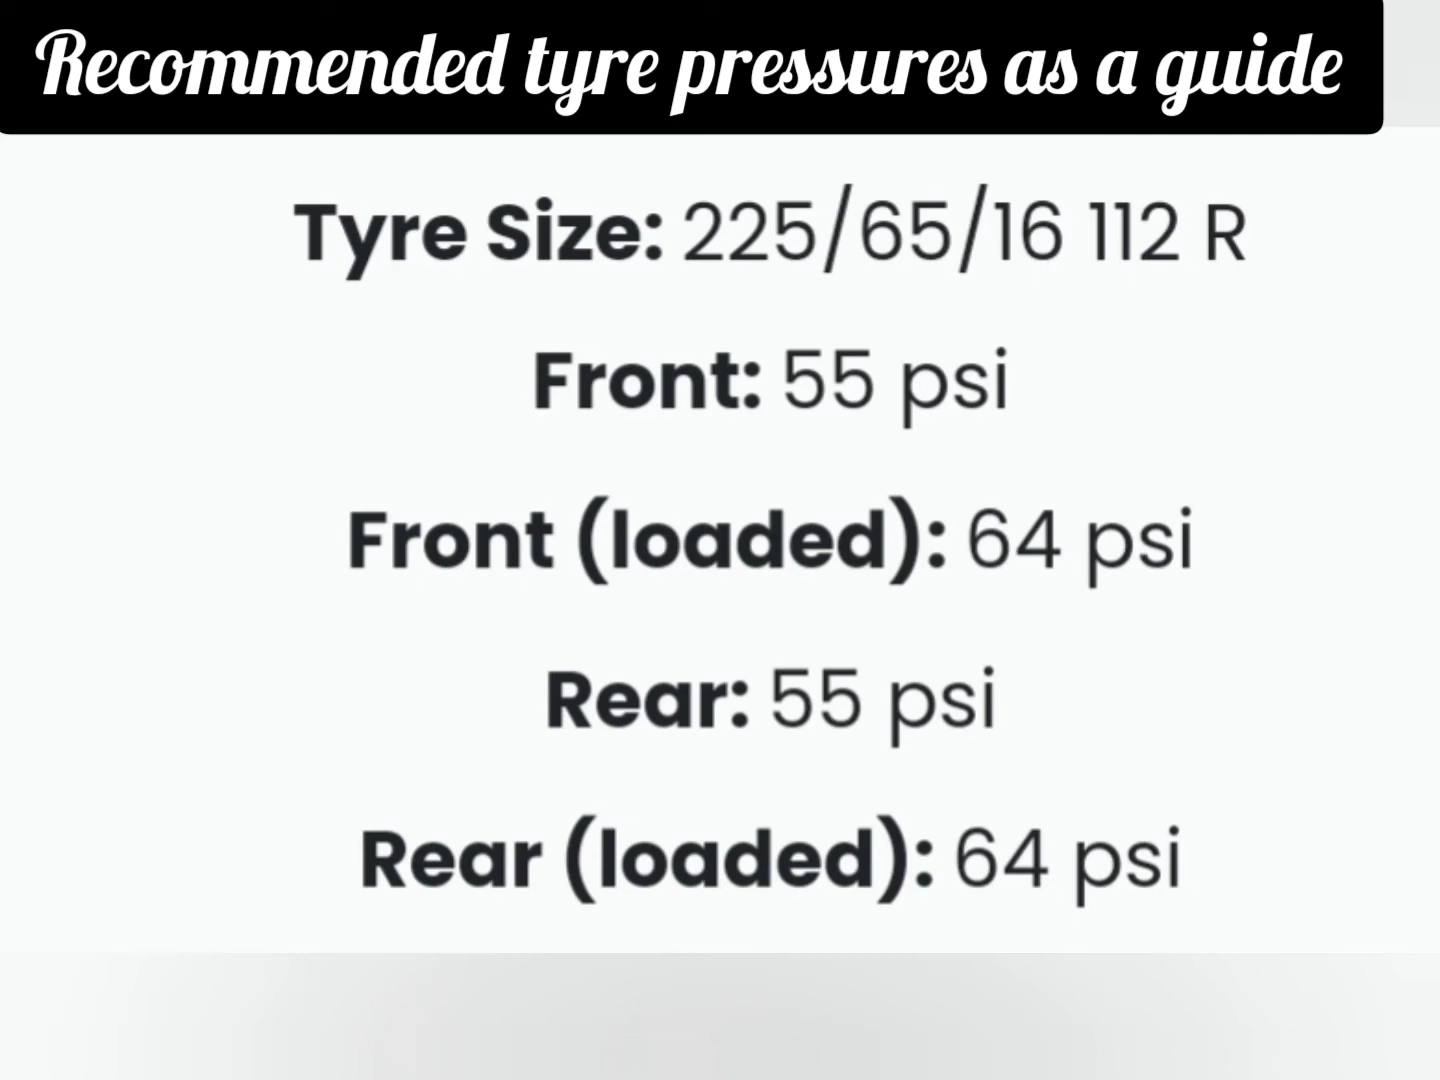 Recommended tyre pressures as a guide
Tyre Size: 225/65/16 112 R
Front: 55 psi
Front (loaded): 64 psi
Rear: 55 psi
Rear (loaded): 64 psi